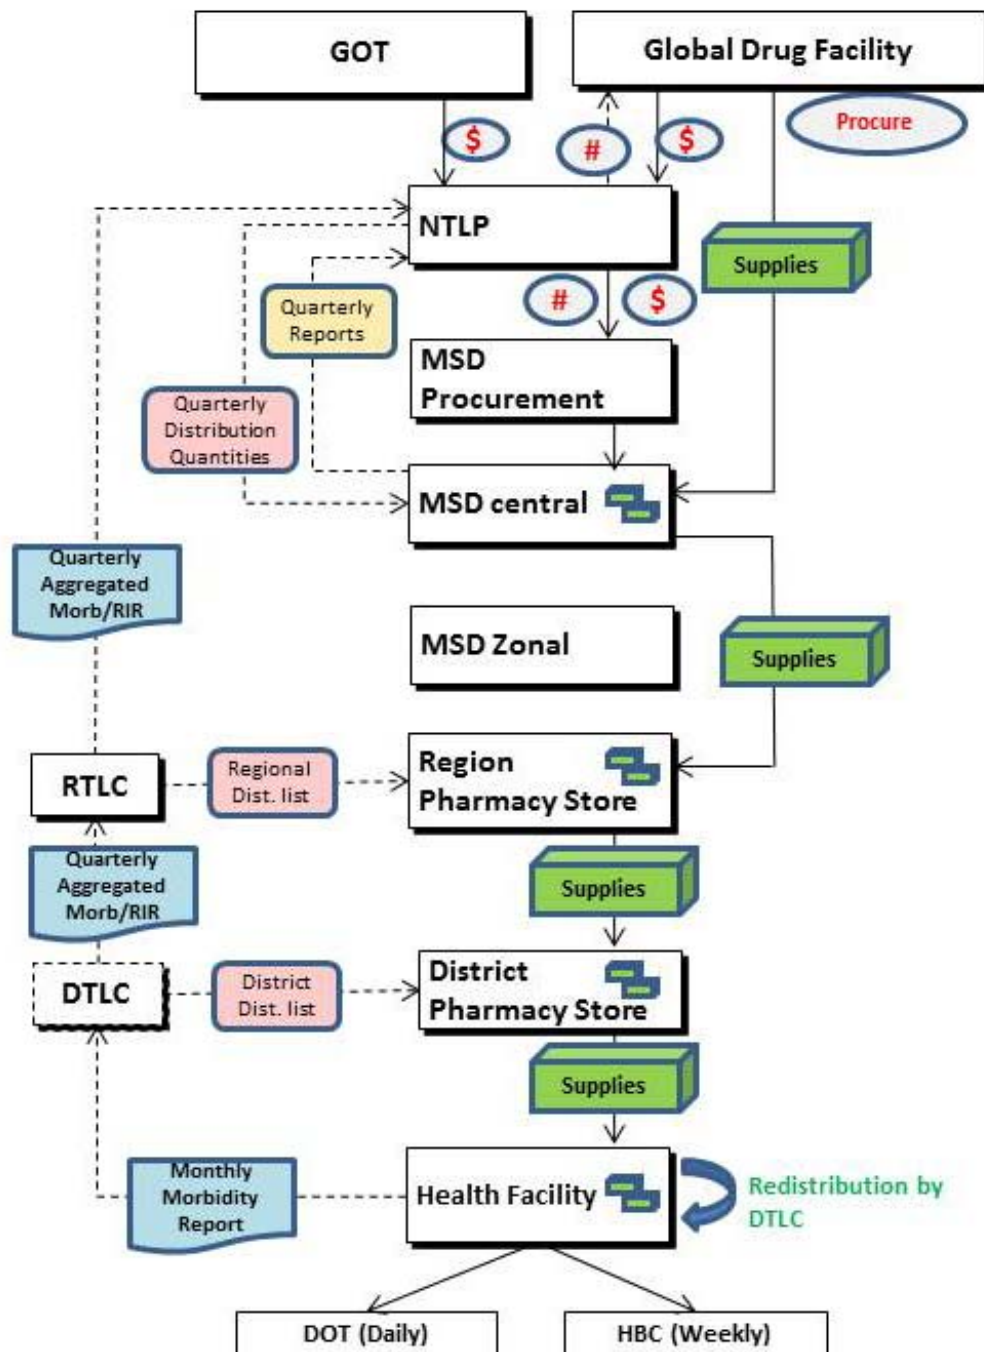 GOT
Global Drug Facility
$
#
$
Procure
NTLP
Supplies
#
$
Quarterly
Reports
MSD
Procurement
Quarterly
Distribution
Quantities
MSD central
Quarterly
Aggregated
Morb/RIR
MSD Zonal
Supplies
RTLC
Regional
Dist. list
Region
Pharmacy Store
Quarterly
Aggregated
Morb/RIR
Supplies
DTLC
District
Dist. list
District
Pharmacy Store
Supplies
Monthly
Morbidity
Report
Health Facility
Redistribution by
DTLC
DOT (Daily)
HBC (Weekly)